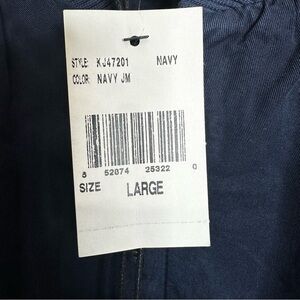 STYLE: KJ47201 NAVY
COLOR: NAVY JM
8 52874 25322 0
SIZE LARGE